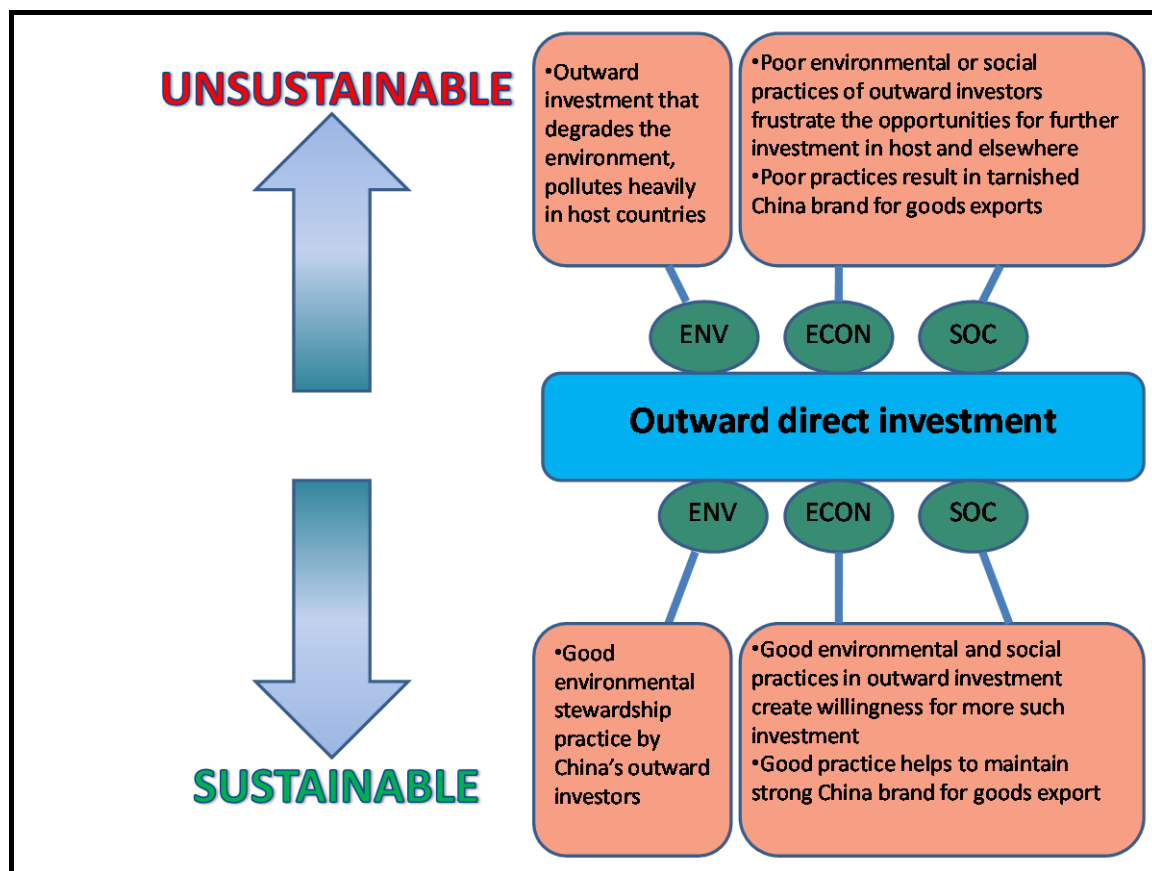 UNSUSTAINABLE
•Outward
investment that
degrades the
environment,
pollutes heavily
in host countries
•Poor environmental or social
practices of outward investors
frustrate the opportunities for further
investment in host and elsewhere
•Poor practices result in tarnished
China brand for goods exports
ENV
ECON
SOC
Outward direct investment
ENV
ECON
SOC
•Good
environmental
stewardship
practice by
China's outward
investors
•Good environmental and social
practices in outward investment
create willingness for more such
investment
•Good practice helps to maintain
strong China brand for goods export
SUSTAINABLE